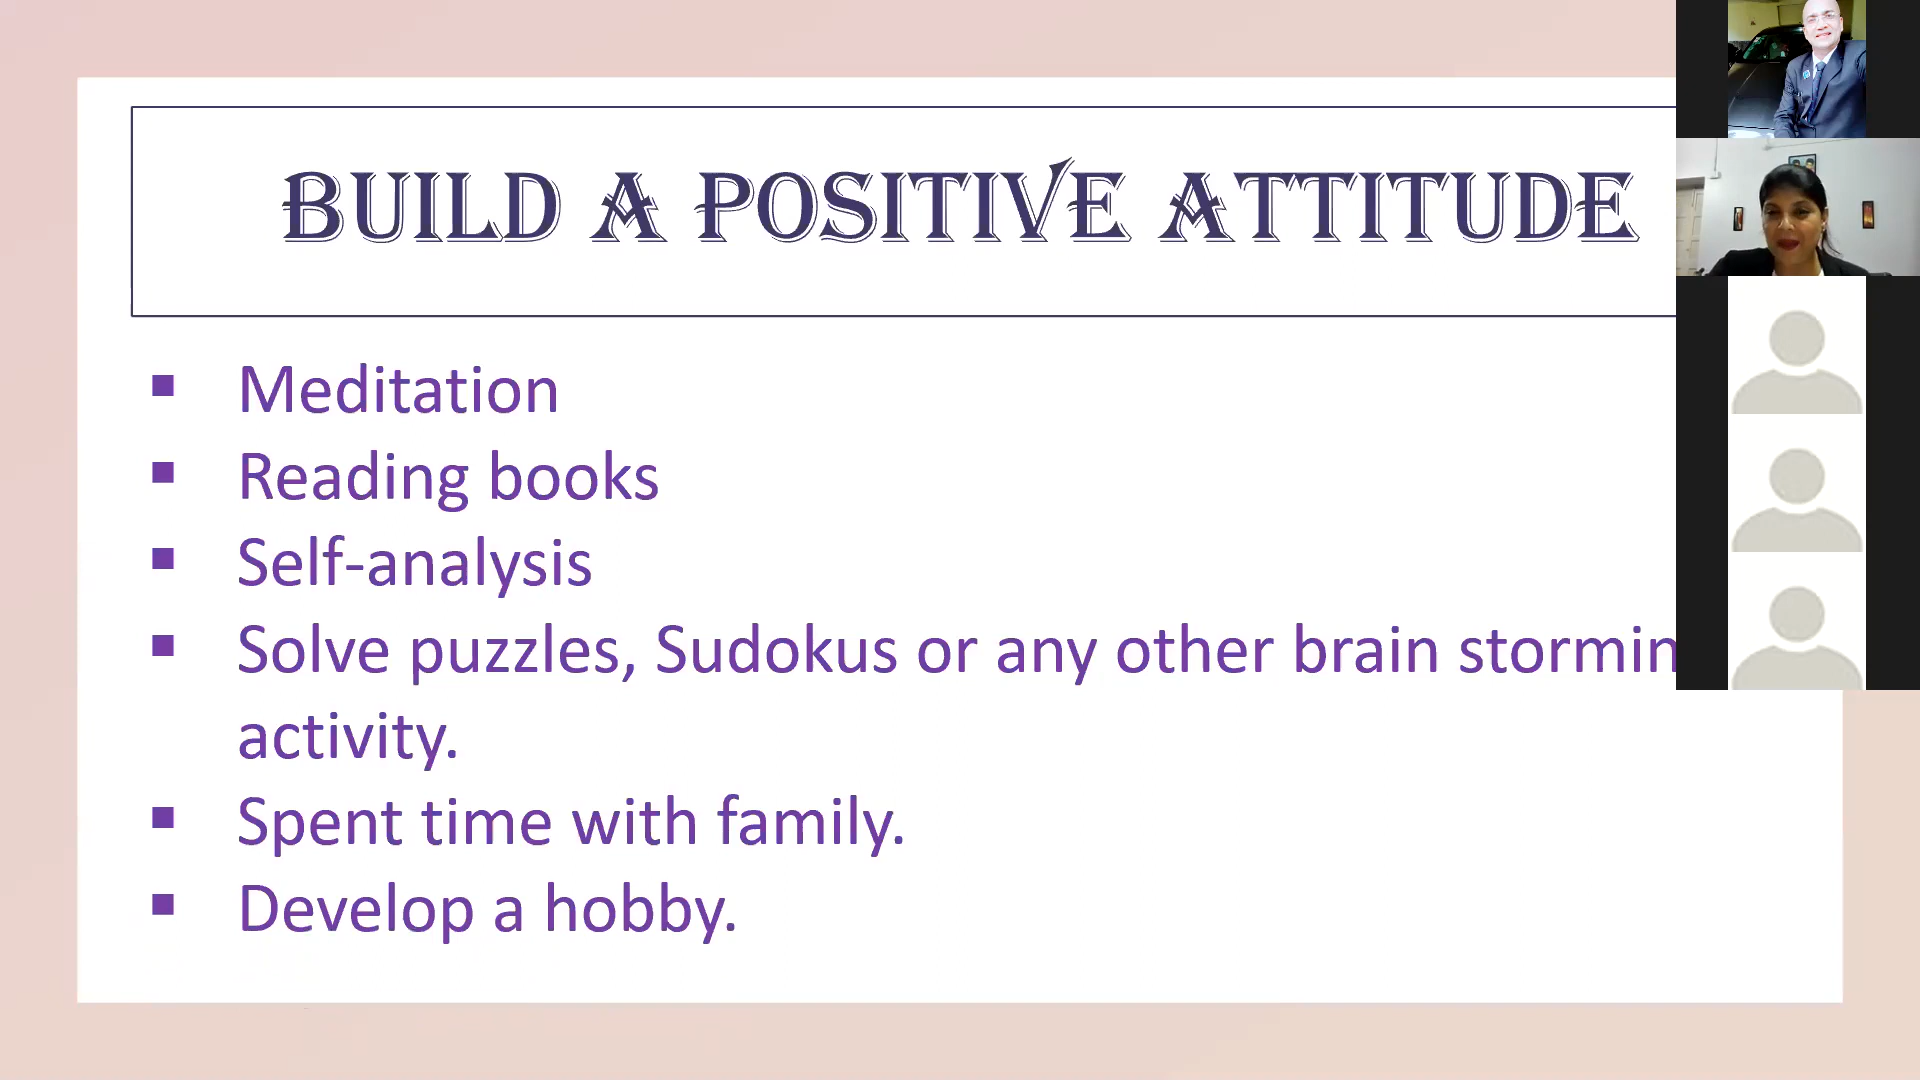 BUILD A POSITIVE ATTITUDE
▪ Meditation
▪ Reading books
▪ Self-analysis
▪ Solve puzzles, Sudokus or any other brain stormin
activity.
▪ Spent time with family.
▪ Develop a hobby.